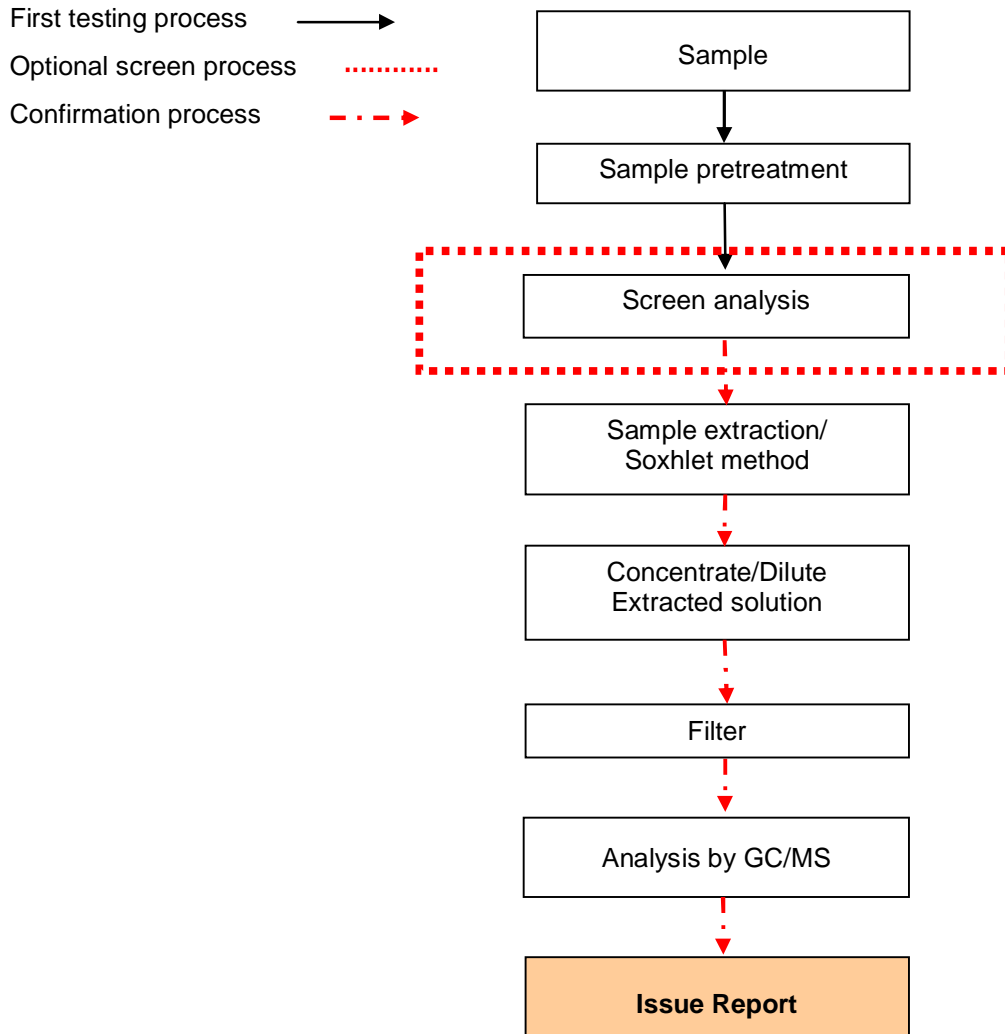 First testing process
Optional screen process
Confirmation process
Sample
Sample pretreatment
Screen analysis
Sample extraction/
Soxhlet method
Concentrate/Dilute
Extracted solution
Filter
Analysis by GC/MS
Issue Report